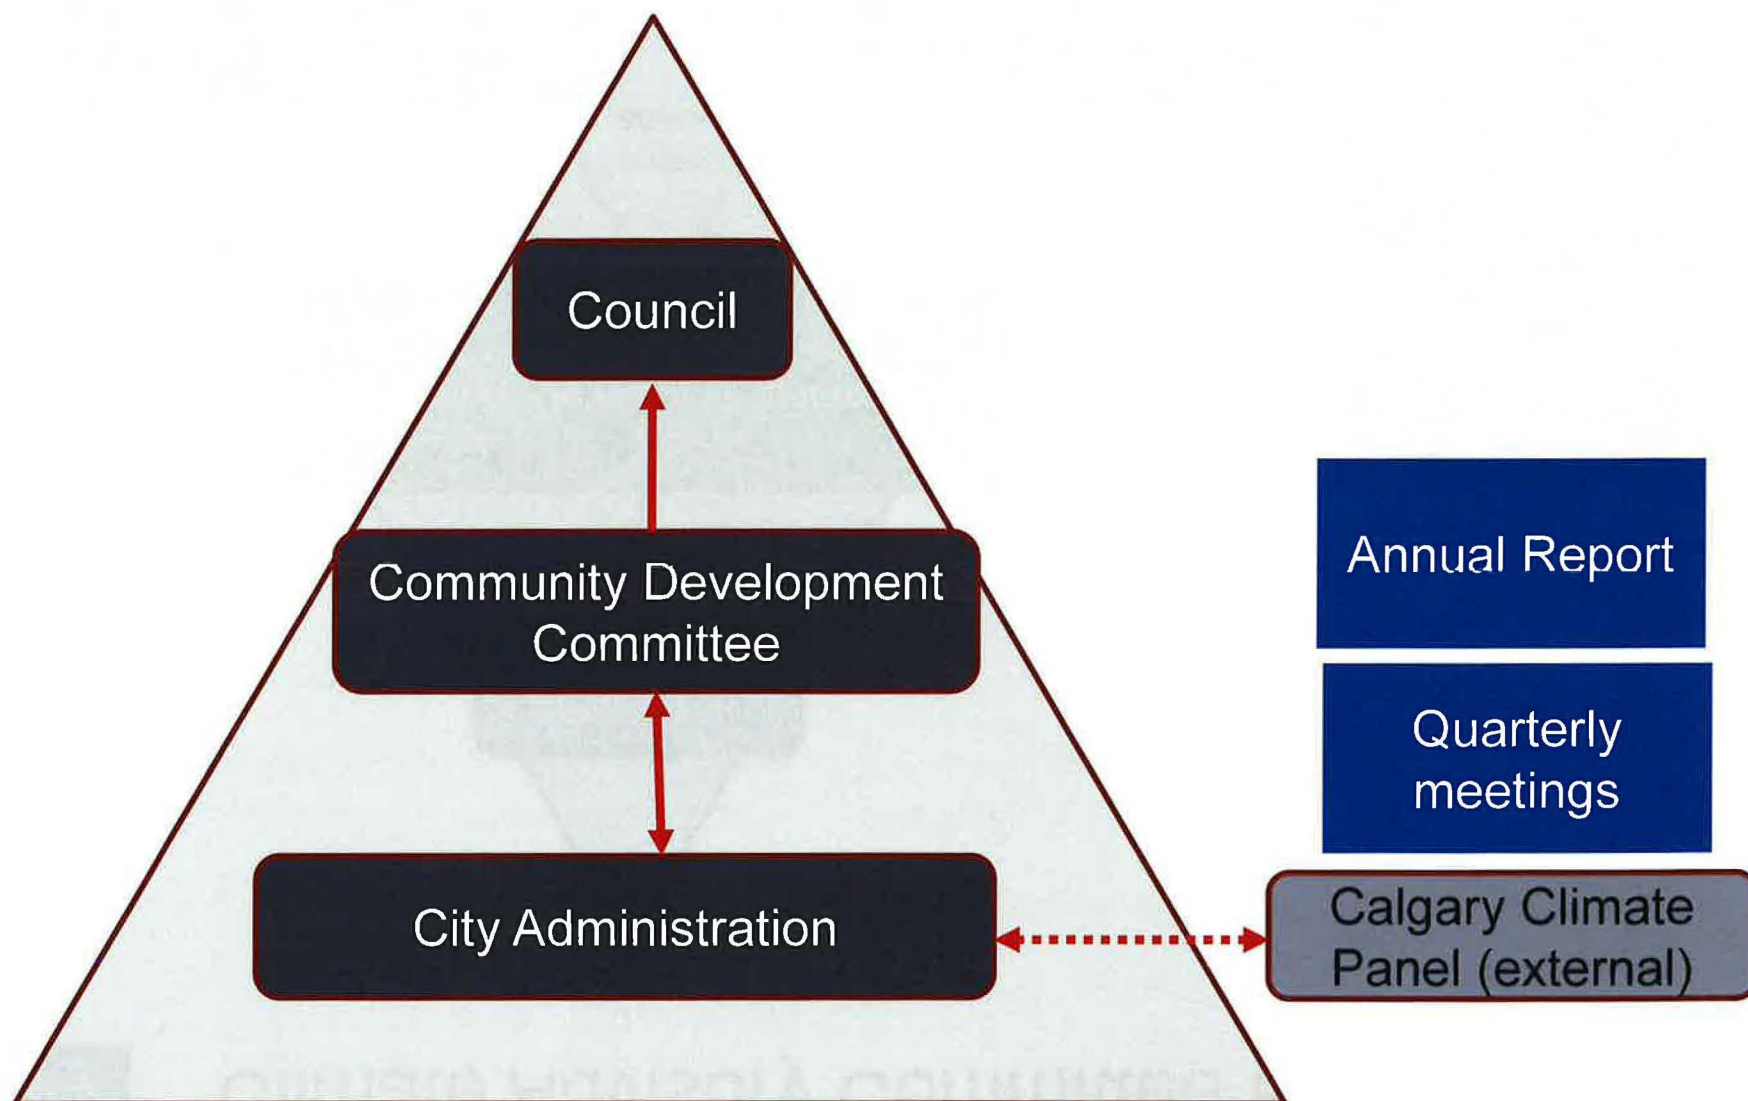 Council
Community Development
Committee
City Administration
Annual Report
Quarterly
meetings
Calgary Climate
Panel (external)